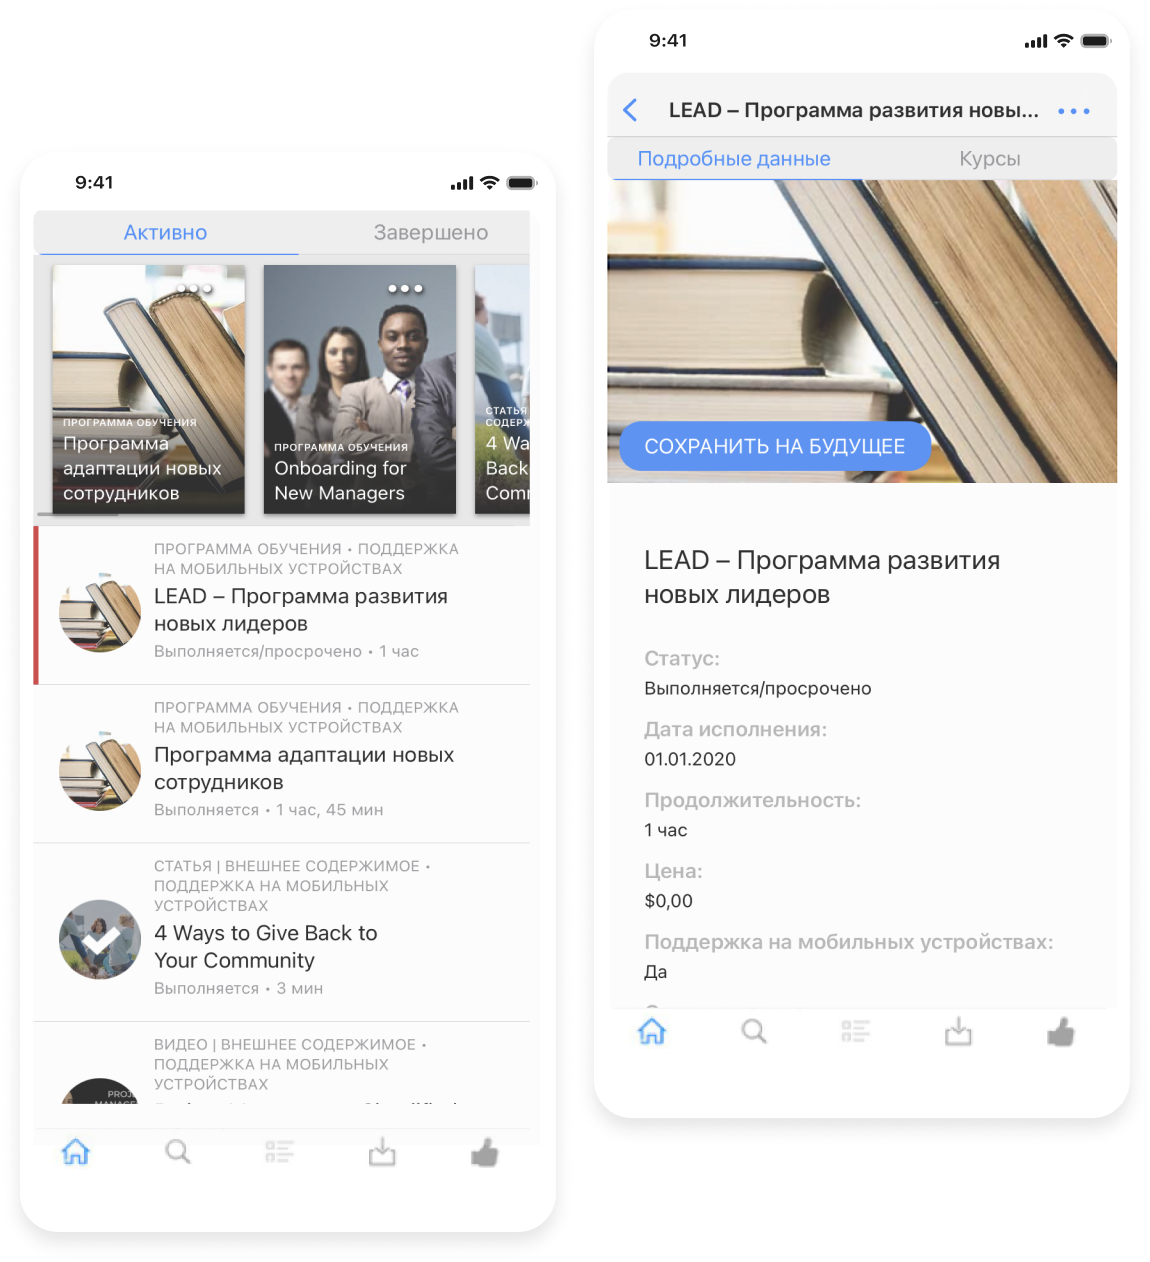 9:41
Активно
Завершено
ПРОГРАММА ОБУЧЕНИЯ
Программа
адаптации новых
сотрудников
ПРОГРАММА ОБУЧЕНИЯ
Onboarding for
New Managers
СТАТЬЯ
4 Wa
Back
ПРОГРАММА ОБУЧЕНИЯ • ПОДДЕРЖКА
НА МОБИЛЬНЫХ УСТРОЙСТВАХ
LEAD – Программа развития
новых лидеров
Выполняется/просрочено • 1 час
ПРОГРАММА ОБУЧЕНИЯ • ПОДДЕРЖКА
НА МОБИЛЬНЫХ УСТРОЙСТВАХ
Программа адаптации новых
сотрудников
Выполняется • 1 час, 45 мин
СТАТЬЯ | ВНЕШНЕЕ СОДЕРЖИМОЕ •
ПОДДЕРЖКА НА МОБИЛЬНЫХ
УСТРОЙСТВАХ
4 Ways to Give Back to
Your Community
Выполняется • 3 мин
ВИДЕО | ВНЕШНЕЕ СОДЕРЖИМОЕ •
ПОДДЕРЖКА НА МОБИЛЬНЫХ
УСТРОЙСТВАХ
9:41
LEAD – Программа развития новы...
Подробные данные
Курсы
СОХРАНИТЬ НА БУДУЩЕЕ
LEAD – Программа развития
новых лидеров
Статус:
Выполняется/просрочено
Дата исполнения:
01.01.2020
Продолжительность:
1 час
Цена:
$0,00
Поддержка на мобильных устройствах:
Да